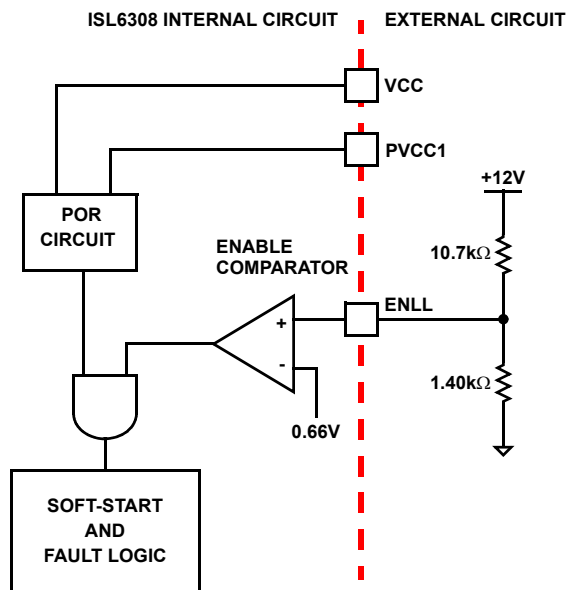 ISL6308 INTERNAL CIRCUIT
EXTERNAL CIRCUIT
VCC
PVCC1
+12V
POR
CIRCUIT
10.7kΩ
ENABLE
COMPARATOR
ENLL
+
-
1.40kΩ
0.66V
SOFT-START
AND
FAULT LOGIC